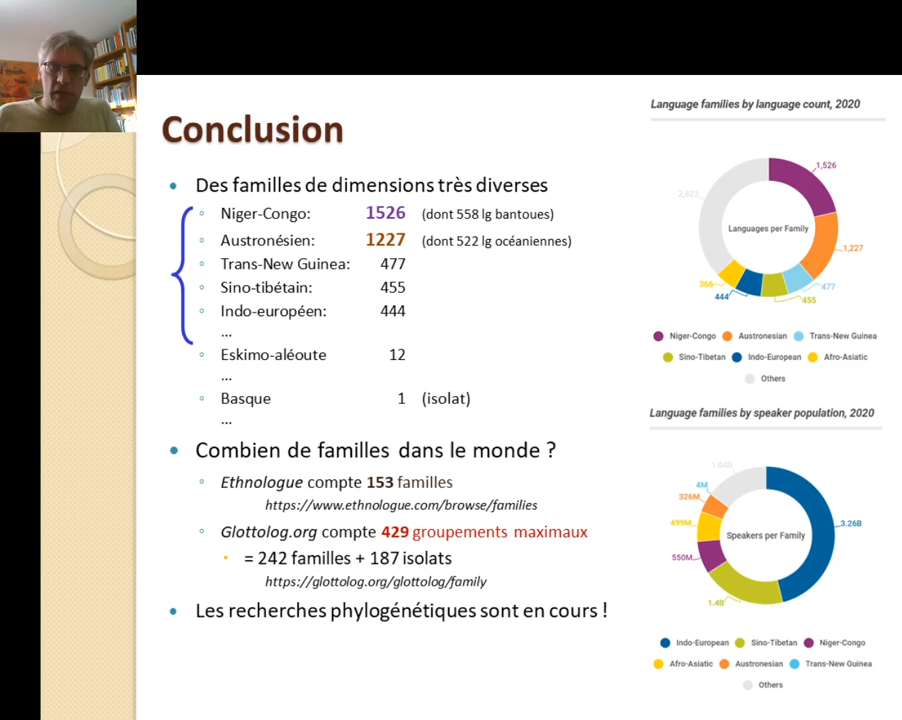 Conclusion
Des familles de dimensions très diverses
Niger-Congo: 1526 (dont 558 lg bantoues)
Austronésien: 1227 (dont 522 lg océaniennes)
Trans-New Guinea: 477
Sino-tibétain: 455
Indo-européen: 444
...
Eskimo-aléoute 12
...
Basque 1 (isolat)
...
Combien de familles dans le monde ?
Ethnologue compte 153 familles
https://www.ethnologue.com/browse/families
Glottolog.org compte 429 groupements maximaux
= 242 familles + 187 isolats
https://glottolog.org/glottolog/family
Les recherches phylogénétiques sont en cours !
Language families by language count, 2020
1,526
2,622
Languages per Family
1,227
366
477
444
455
Niger-Congo Austronesian Trans-New Guinea
Sino-Tibetan Indo-European Afro-Asiatic
Others
Language families by speaker population, 2020
1.04B
4M
326M
499M
3.26B
Speakers per Family
550M
1.4B
Indo-European Sino-Tibetan Niger-Congo
Afro-Asiatic Austronesian Trans-New Guinea
Others